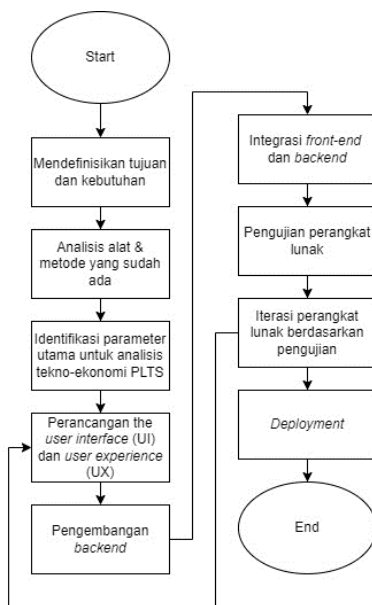 Start
Mendefinisikan tujuan
dan kebutuhan
Analisis alat &
metode yang sudah
ada
Identifikasi parameter
utama untuk analisis
tekno-ekonomi PLTS
Perancangan the
user interface (UI)
dan user experience
(UX)
Pengembangan
backend
Integrasi front-end
dan backend
Pengujian perangkat
lunak
Iterasi perangkat
lunak berdasarkan
pengujian
Deployment
End